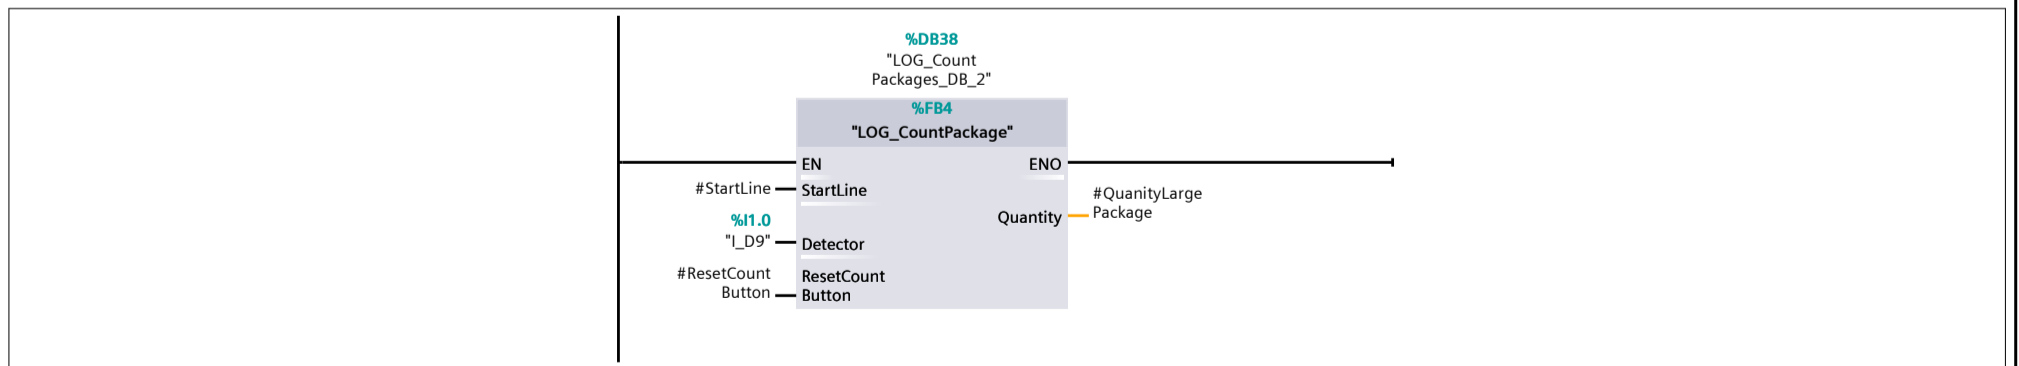 %DB38
"LOG_Count
Packages_DB_2"
%FB4
"LOG_CountPackage"
EN
ENO
#StartLine
StartLine
%I1.0
"I_D9"
Detector
Quantity
#QuanityLarge
Package
#ResetCount
Button
ResetCount
Button